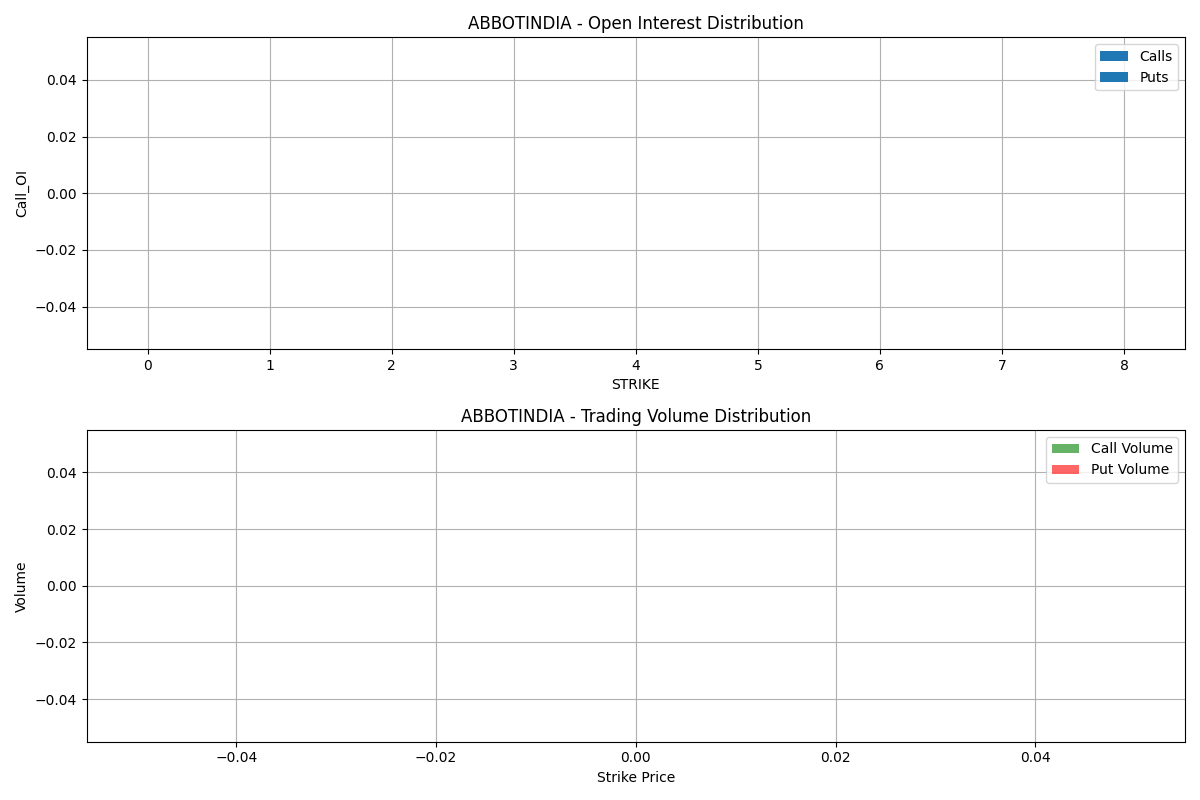 ABBOTINDIA - Open Interest Distribution
Calls
Puts
Call_OI
0.04
0.02
0.00
−0.02
−0.04
0 1 2 3 4 5 6 7 8
STRIKE
ABBOTINDIA - Trading Volume Distribution
Call Volume
Put Volume
Volume
0.04
0.02
0.00
−0.02
−0.04
−0.04 −0.02 0.00 0.02 0.04
Strike Price